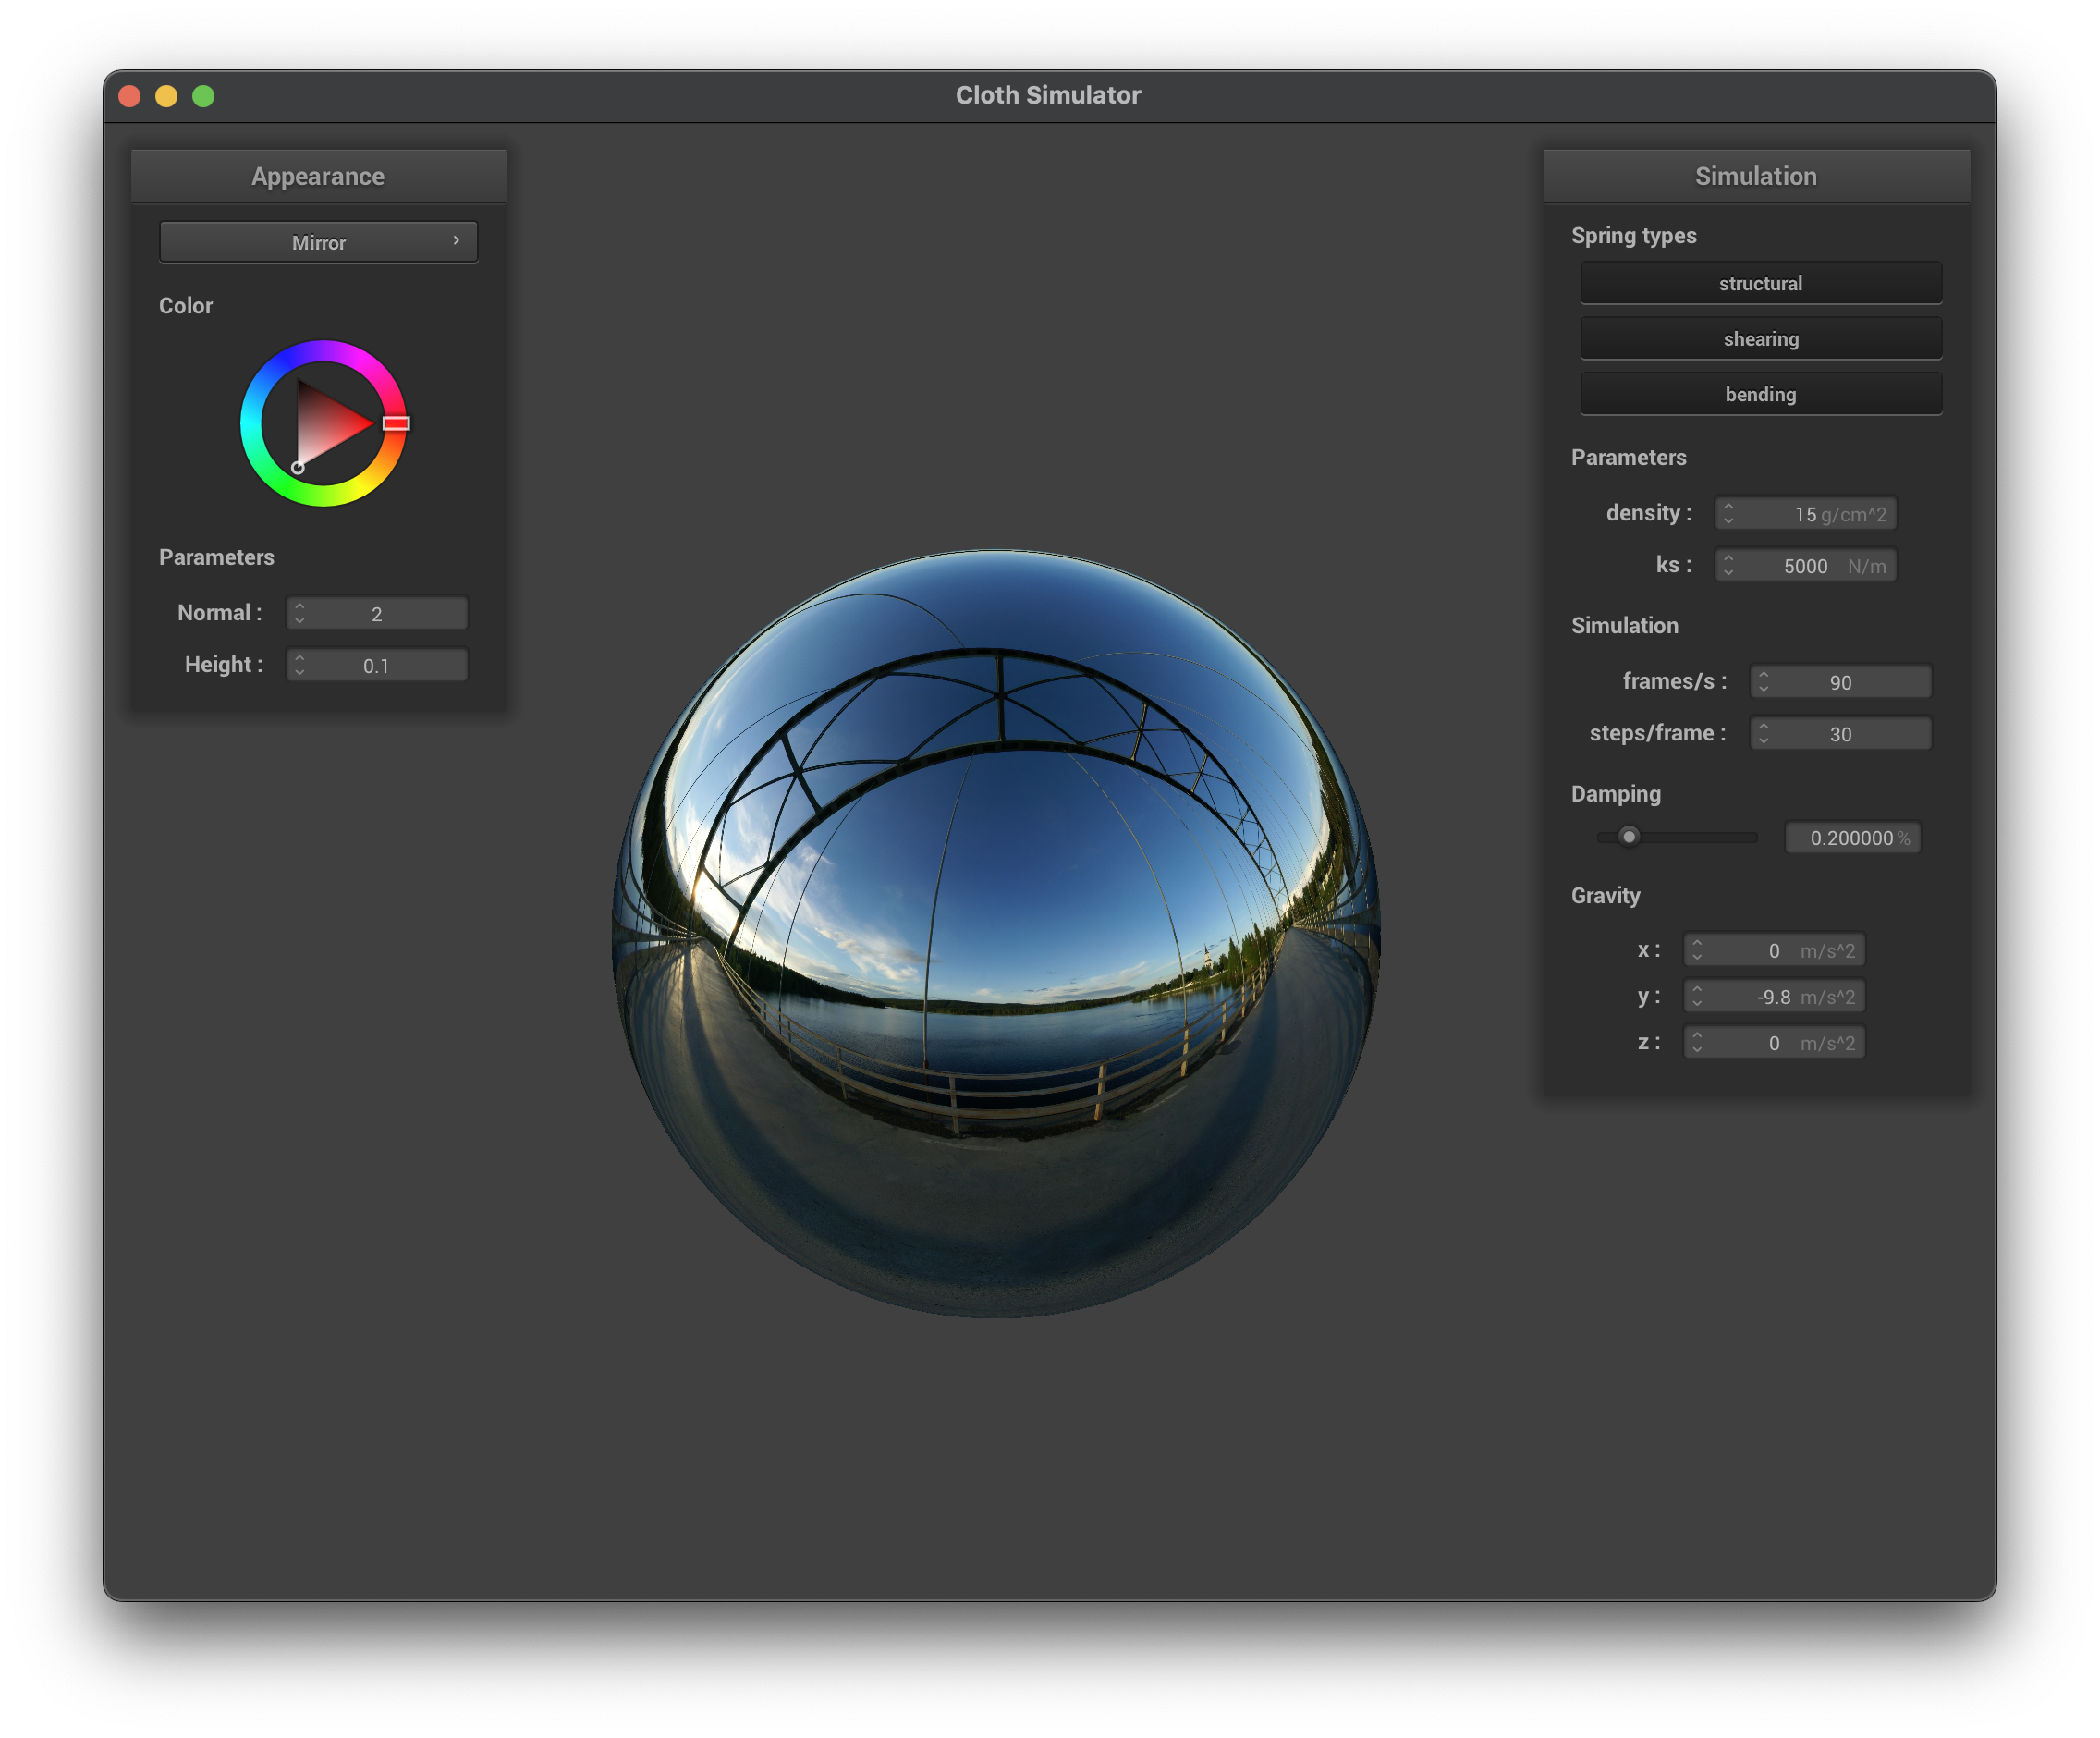 Cloth Simulator
Appearance
Mirror
Color
Parameters
Normal : 2
Height : 0.1
Simulation
Spring types
structural
shearing
bending
Parameters
density : 15 g/cm^2
ks : 5000 N/m
Simulation
frames/s : 90
steps/frame : 30
Damping
0.200000 %
Gravity
x : 0 m/s^2
y : -9.8 m/s^2
z : 0 m/s^2